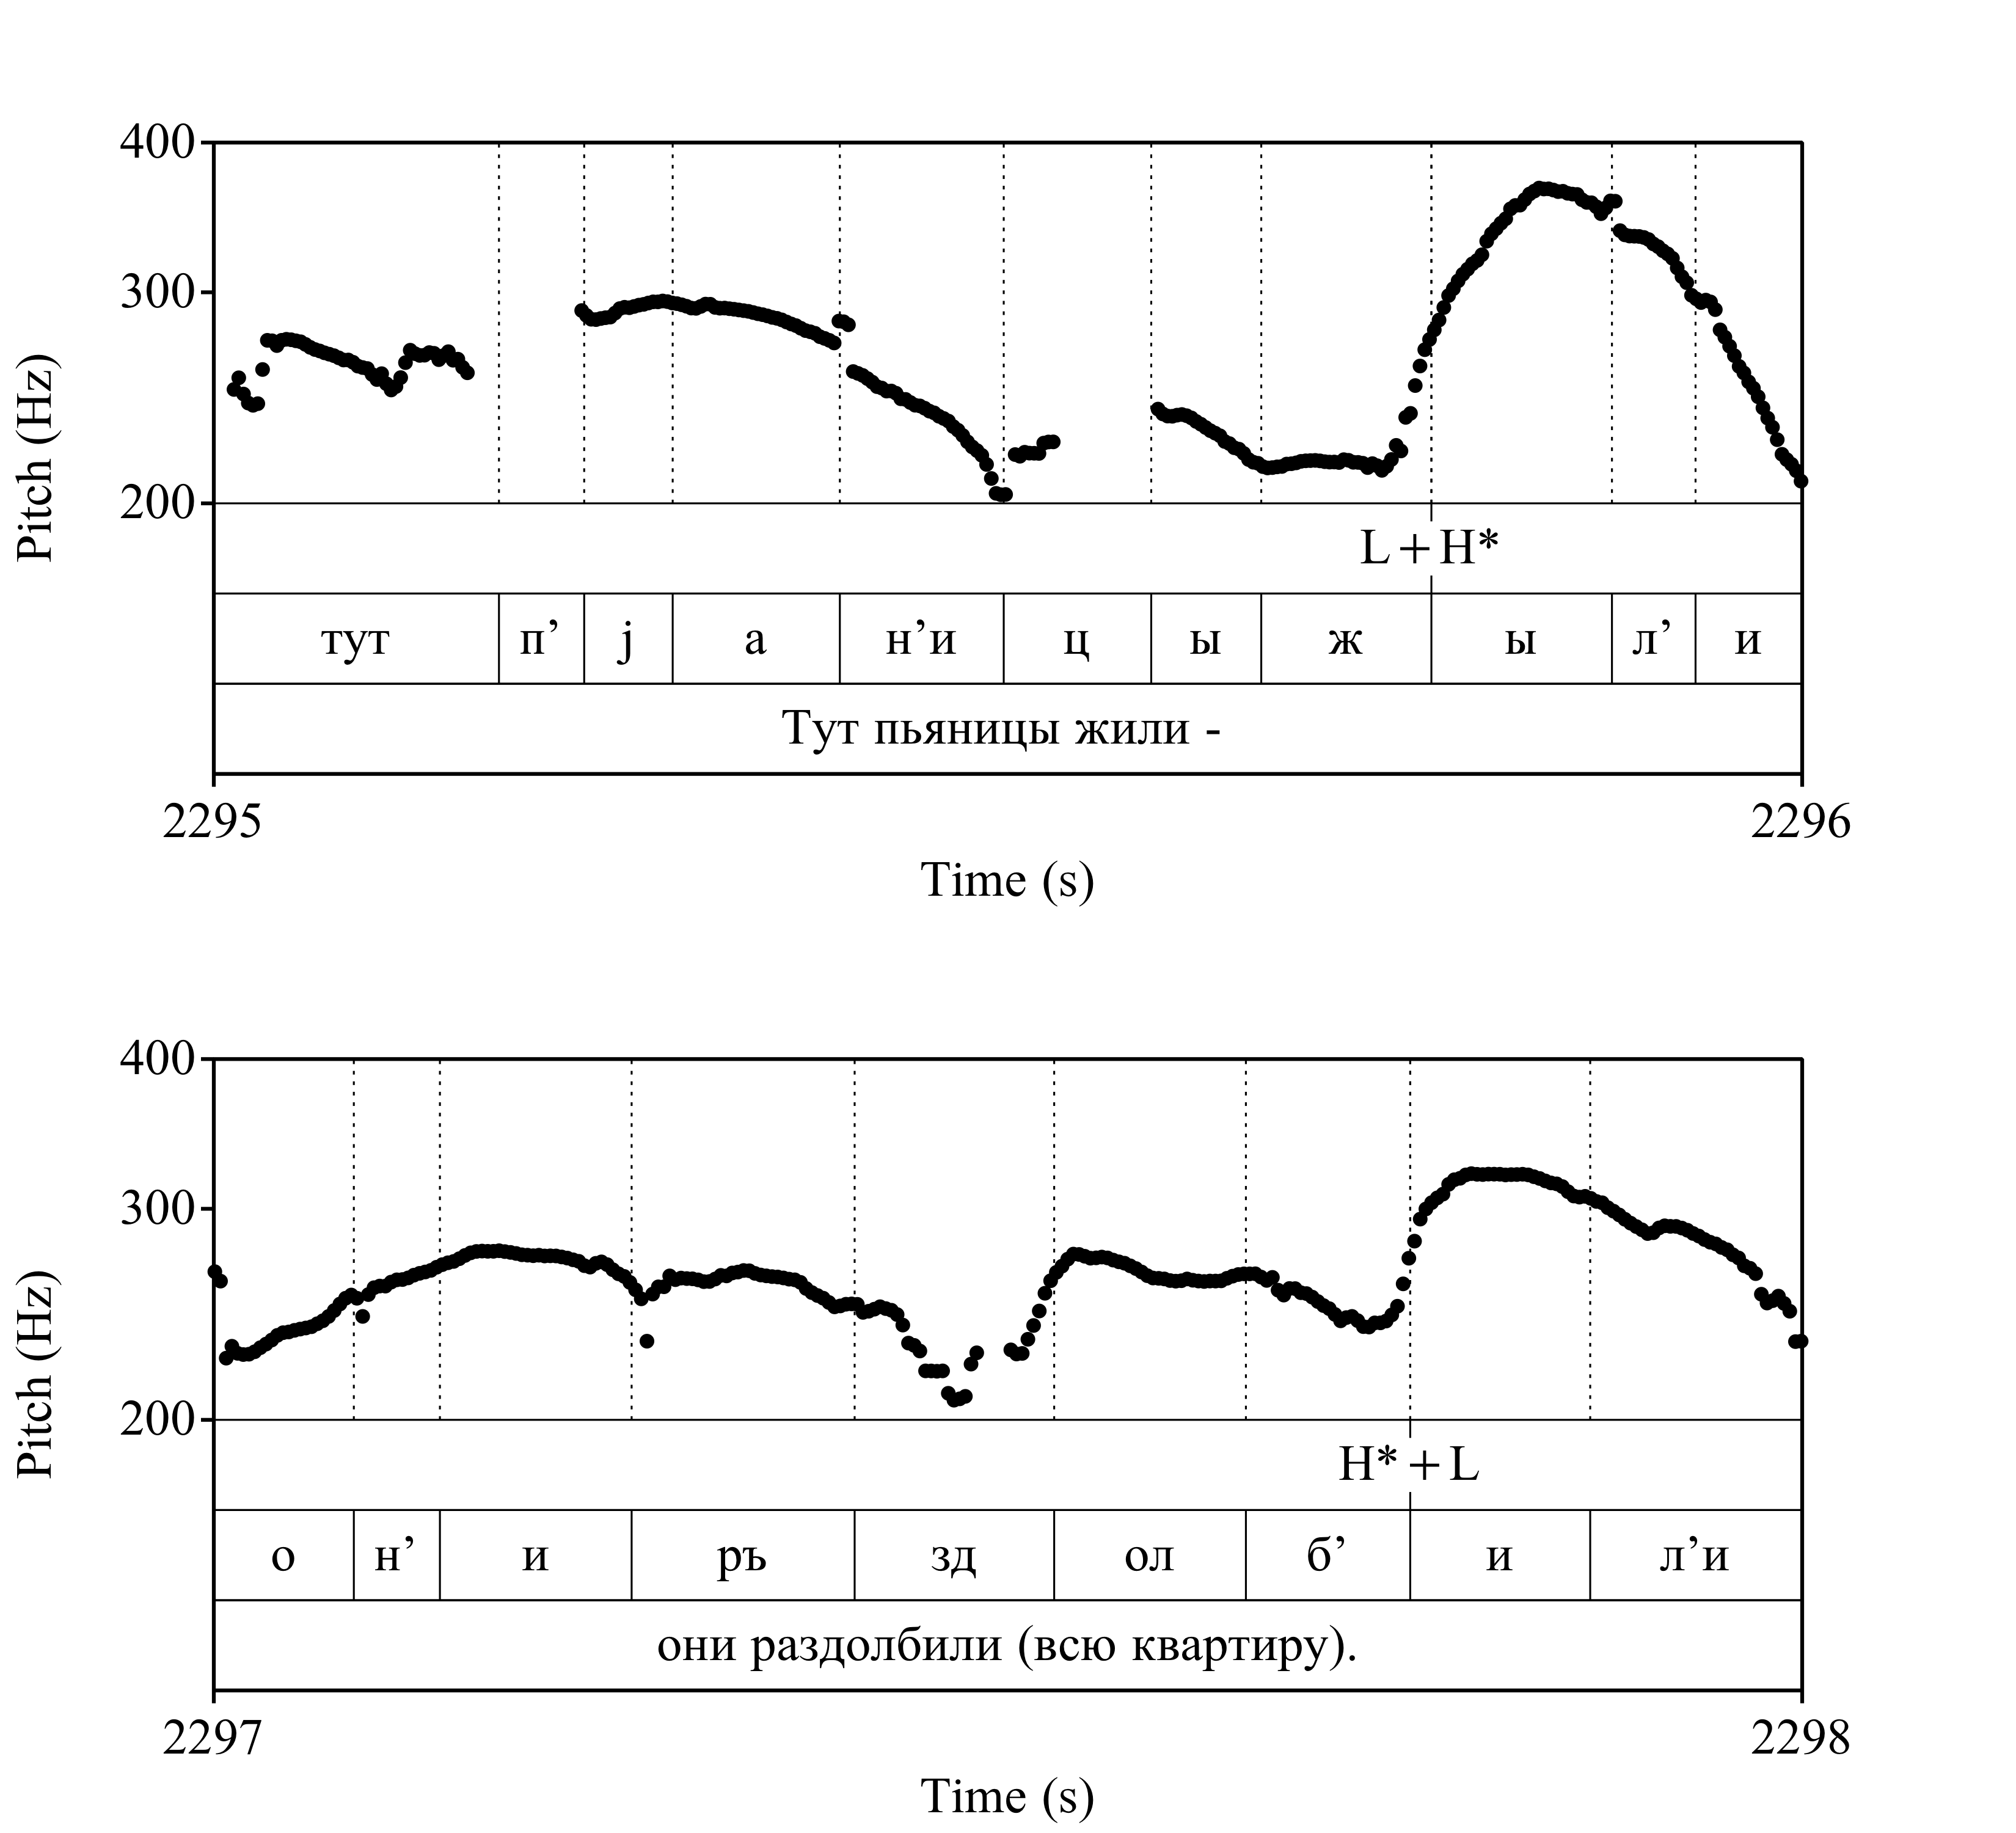 400
300
200
Pitch (Hz)
L+H*
тут п’ j а н’и ц ы ж ы л’ и
Тут пьяницы жили -
2295 2296
Time (s)
400
300
200
Pitch (Hz)
H*+L
о н’ и ръ зд ол б’ и л’и
они раздолбили (всю квартиру).
2297 2298
Time (s)